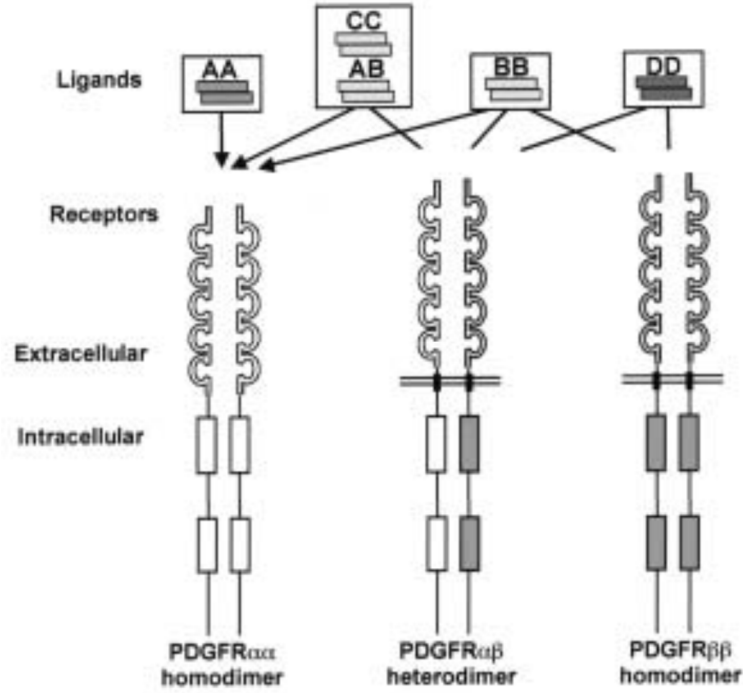 CC
AA
AB
BB
DD
Ligands
Receptors
Extracellular
Intracellular
PDGFRαα
homodimer
PDGFRαβ
heterodimer
PDGFRββ
homodimer